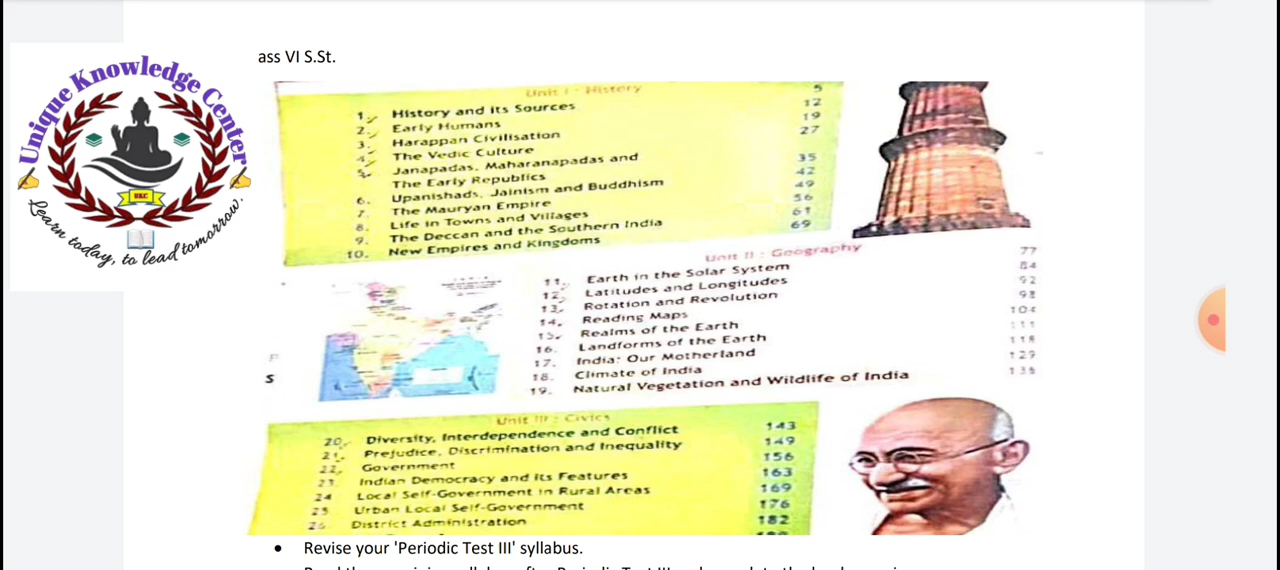 Unique Knowledge Center
UKC
Learn today, to lead tomorrow.
ass VI S.St.
Unit I : History
1. History and its Sources 5
2. Early Humans 12
3. Harappan Civilisation 19
4. The Vedic Culture 27
5. Janapadas, Maharanapadas and
The Early Republics 35
6. Upanishads, Jainism and Buddhism 42
7. The Mauryan Empire 49
8. Life in Towns and Villages 56
9. The Deccan and the Southern India 61
10. New Empires and Kingdoms 69
Unit II : Geography
11. Earth in the Solar System 77
12. Latitudes and Longitudes 84
13. Rotation and Revolution 92
14. Reading Maps 98
15. Realms of the Earth 104
16. Landforms of the Earth 111
17. India: Our Motherland 118
18. Climate of India 129
19. Natural Vegetation and Wildlife of India 136
S
Unit III : Civics
20. Diversity, Interdependence and Conflict 143
21. Prejudice, Discrimination and Inequality 149
22. Government 156
23. Indian Democracy and its Features 163
24 Local Self-Government in Rural Areas 169
25 Urban Local Self-Government 176
26 District Administration 182
• Revise your 'Periodic Test III' syllabus.